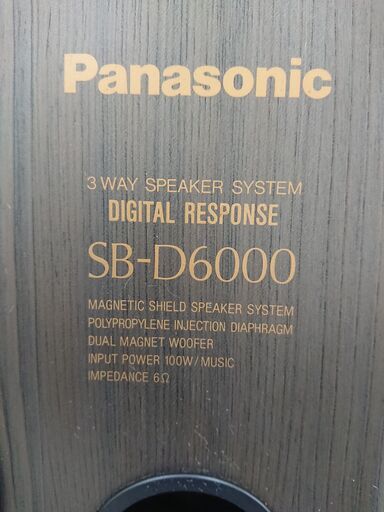 Panasonic
3 WAY SPEAKER SYSTEM
DIGITAL RESPONSE
SB-D6000
MAGNETIC SHIELD SPEAKER SYSTEM
POLYPROPYLENE INJECTION DIAPHRAGM
DUAL MAGNET WOOFER
INPUT POWER 100W/MUSIC
IMPEDANCE 6Ω